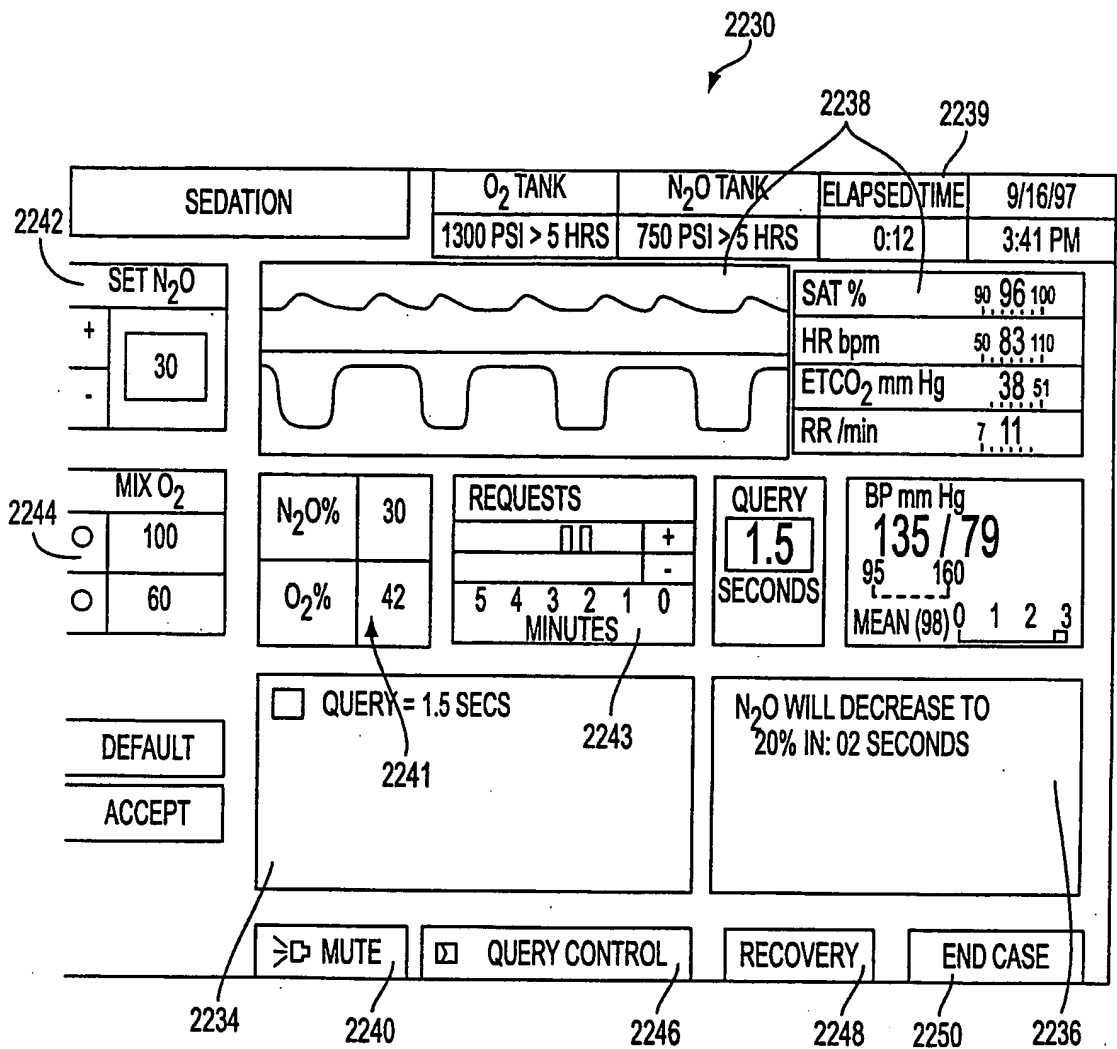 2230
2238
2239
SEDATION
O2 TANK
N2O TANK
ELAPSED TIME
9/16/97
1300 PSI > 5 HRS
750 PSI > 5 HRS
0:12
3:41 PM
2242
SET N2O
+
-
30
SAT % 90 96 100
HR bpm 50 83 110
ETCO2 mm Hg 38 51
RR /min 7 11
2244
MIX O2
100
60
N2O% 30
O2% 42
REQUESTS
+
-
5 4 3 2 1 0
MINUTES
QUERY
1.5
SECONDS
BP mm Hg
135 / 79
95 160
MEAN (98) 0 1 2 3
DEFAULT
ACCEPT
QUERY = 1.5 SECS
2241
2243
N2O WILL DECREASE TO
20% IN: 02 SECONDS
MUTE
QUERY CONTROL
RECOVERY
END CASE
2234
2240
2246
2248
2250
2236